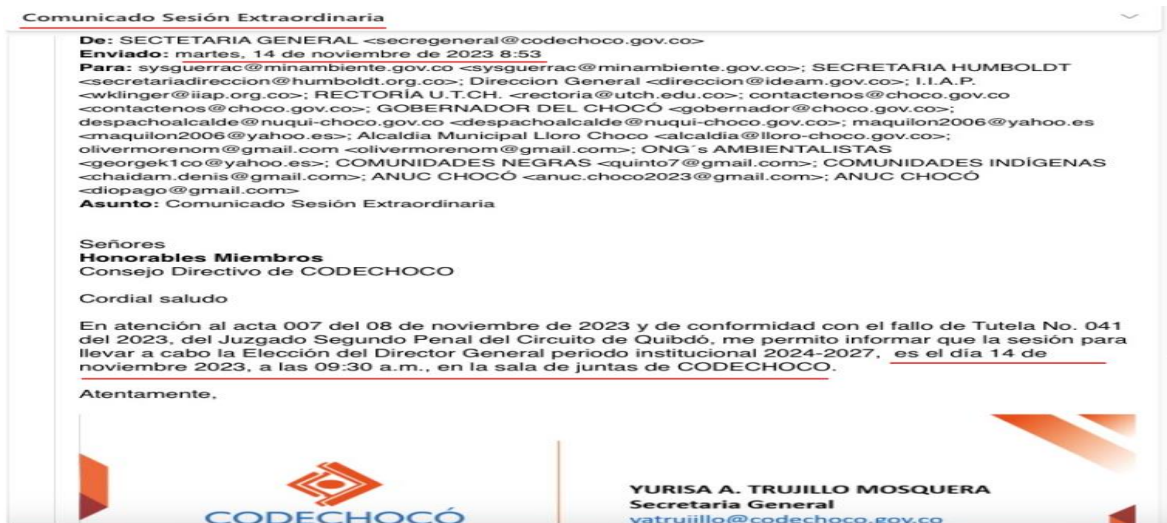 Comunicado Sesión Extraordinaria
De: SECTETARIA GENERAL <secregeneral@codechoco.gov.co>
Enviado: martes, 14 de noviembre de 2023 8:53
Para: sysguerrac@minambiente.gov.co <sysguerrac@minambiente.gov.co>; SECRETARIA HUMBOLDT
<secretariadireccion@humboldt.org.co>; Direccion General <direccion@ideam.gov.co>; I.I.A.P.
<wklinger@iiap.org.co>; RECTORÍA U.T.CH. <rectoria@utch.edu.co>; contactenos@choco.gov.co
<contactenos@choco.gov.co>; GOBERNADOR DEL CHOCÓ <gobernador@choco.gov.co>;
despachoalcalde@nuqui-choco.gov.co <despachoalcalde@nuqui-choco.gov.co>; maquilon2006@yahoo.es
<maquilon2006@yahoo.es>; Alcaldia Municipal Lloro Choco <alcaldia@lloro-choco.gov.co>;
olivermorenom@gmail.com <olivermorenom@gmail.com>; ONG´s AMBIENTALISTAS
<georgek1co@yahoo.es>; COMUNIDADES NEGRAS <quinto7@gmail.com>; COMUNIDADES INDÍGENAS
<chaidam.denis@gmail.com>; ANUC CHOCÓ <anuc.choco2023@gmail.com>; ANUC CHOCÓ
<diopago@gmail.com>
Asunto: Comunicado Sesión Extraordinaria
Señores
Honorables Miembros
Consejo Directivo de CODECHOCO
Cordial saludo
En atención al acta 007 del 08 de noviembre de 2023 y de conformidad con el fallo de Tutela No. 041
del 2023, del Juzgado Segundo Penal del Circuito de Quibdó, me permito informar que la sesión para
llevar a cabo la Elección del Director General periodo institucional 2024-2027, es el día 14 de
noviembre 2023, a las 09:30 a.m., en la sala de juntas de CODECHOCO.
Atentamente,
CODECHOCÓ
YURISA A. TRUJILLO MOSQUERA
Secretaria General
yatrujillo@codechoco.gov.co